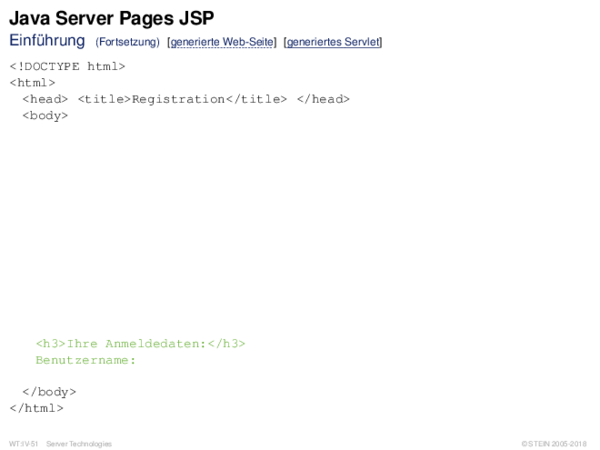 Java Server Pages JSP
Einführung (Fortsetzung) [generierte Web-Seite] [generiertes Servlet]
<!DOCTYPE html>
<html>
<head> <title>Registration</title> </head>
<body>
<h3>Ihre Anmeldedaten:</h3>
Benutzername:
</body>
</html>
WT:IV-51 Server Technologies © STEIN 2005-2018